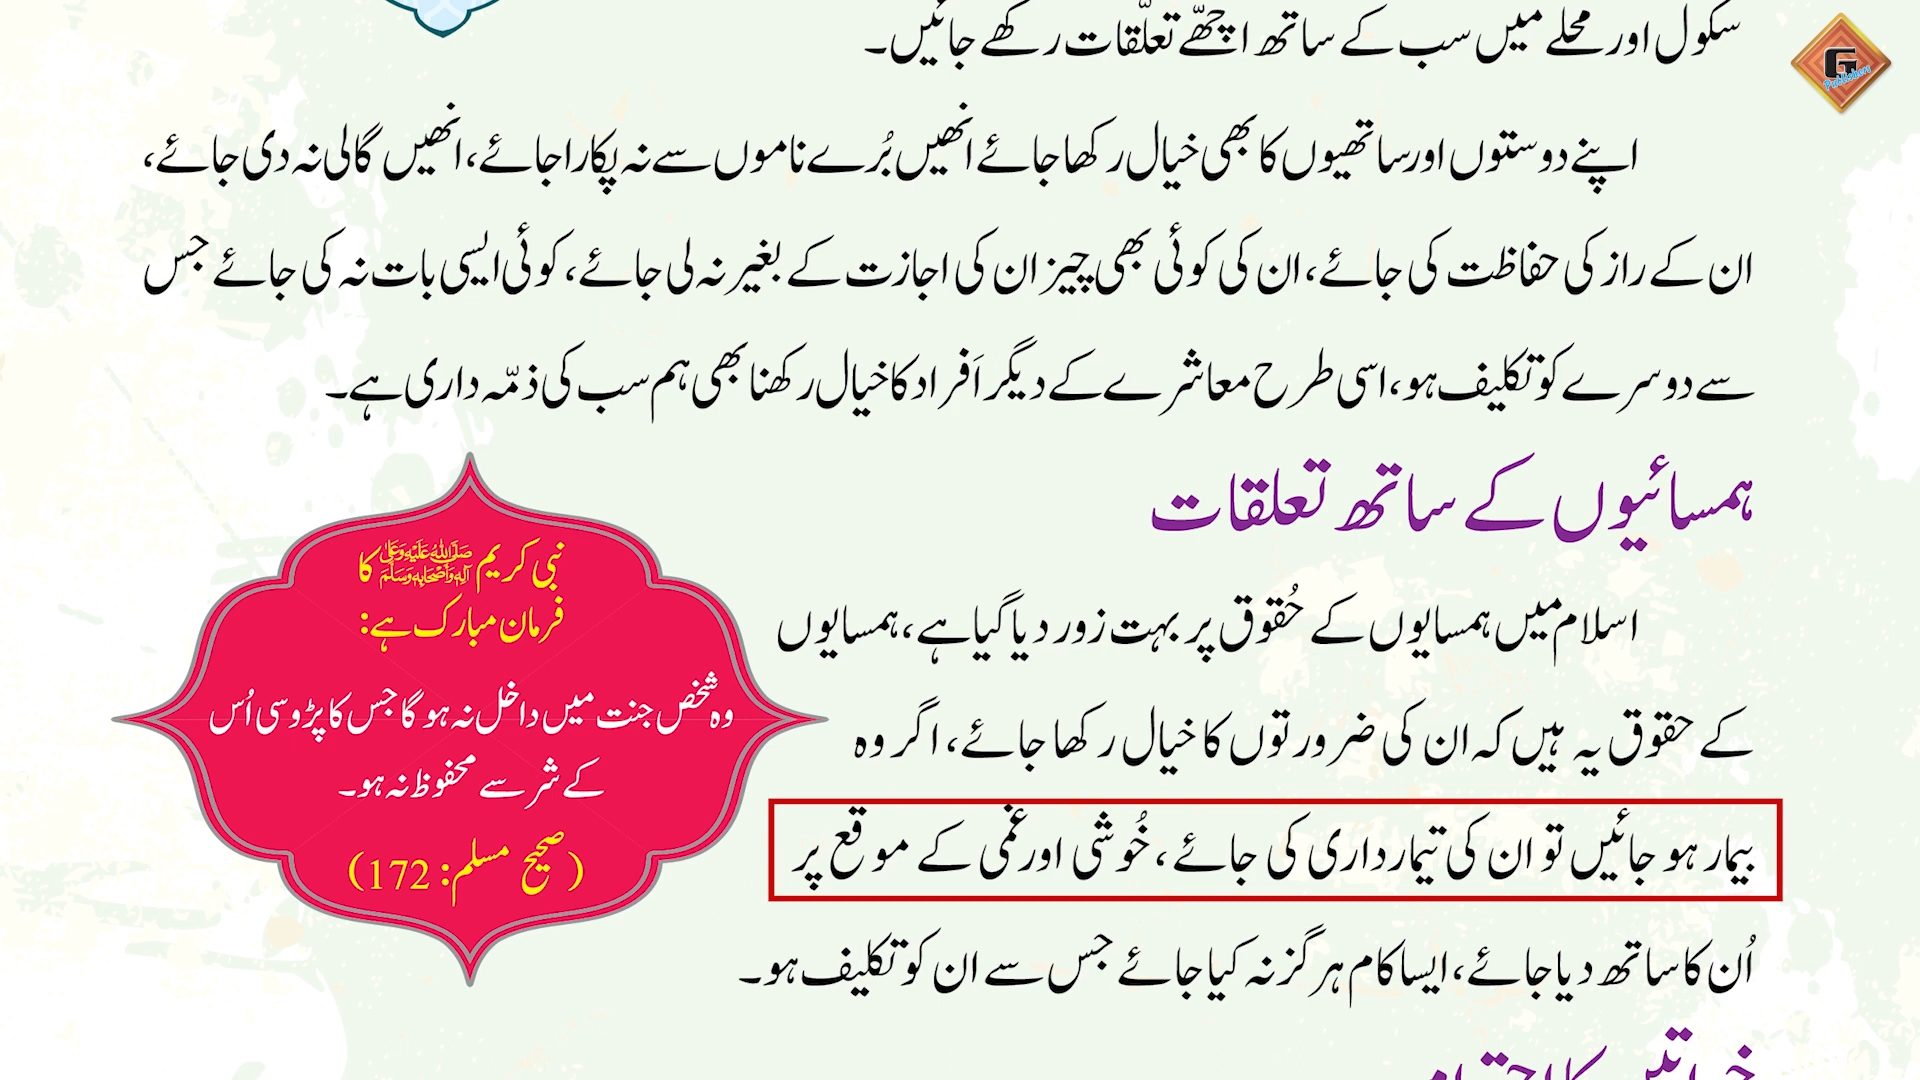 سکول اور محلے میں سب کے ساتھ اچھّے تعلّقات رکھے جائیں۔
اپنے دوستوں اور ساتھیوں کا بھی خیال رکھا جائے انھیں بُرے ناموں سے نہ پکارا جائے، انھیں گالی نہ دی جائے،
ان کے راز کی حفاظت کی جائے، ان کی کوئی بھی چیز ان کی اجازت کے بغیر نہ لی جائے، کوئی ایسی بات نہ کی جائے جس
سے دوسرے کو تکلیف ہو، اسی طرح معاشرے کے دیگر اَفراد کا خیال رکھنا بھی ہم سب کی ذمّہ داری ہے۔
ہمسائیوں کے ساتھ تعلقات
اسلام میں ہمسایوں کے حُقوق پر بہت زور دیا گیا ہے، ہمسایوں
کے حقوق یہ ہیں کہ ان کی ضرورتوں کا خیال رکھا جائے، اگر وہ
بیمار ہو جائیں تو ان کی تیمارداری کی جائے، خُوشی اور غمی کے موقع پر
اُن کا ساتھ دیا جائے، ایسا کام ہرگز نہ کیا جائے جس سے ان کو تکلیف ہو۔
نبی کریم صَلَّى اللهُ عَلَيْهِ وَعَلٰى آلِهٖ وَاَصْحَابِهٖ وَسَلَّمَ کا
فرمان مبارک ہے:
وہ شخص جنت میں داخل نہ ہو گا جس کا پڑوسی اُس
کے شر سے محفوظ نہ ہو۔
(صحیح مسلم: 172)
G
Publishers